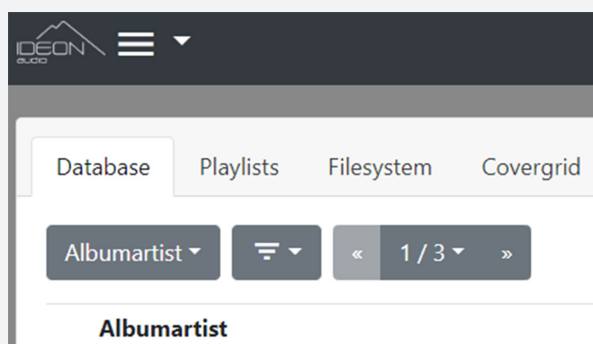 IDEON
audio
Database Playlists Filesystem Covergrid
Albumartist « 1 / 3 »
Albumartist